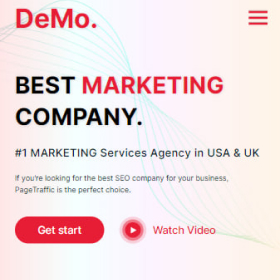 DeMo.
BEST MARKETING
COMPANY.
#1 MARKETING Services Agency in USA & UK
If you're looking for the best SEO company for your business,
PageTraffic is the perfect choice.
Get start
Watch Video